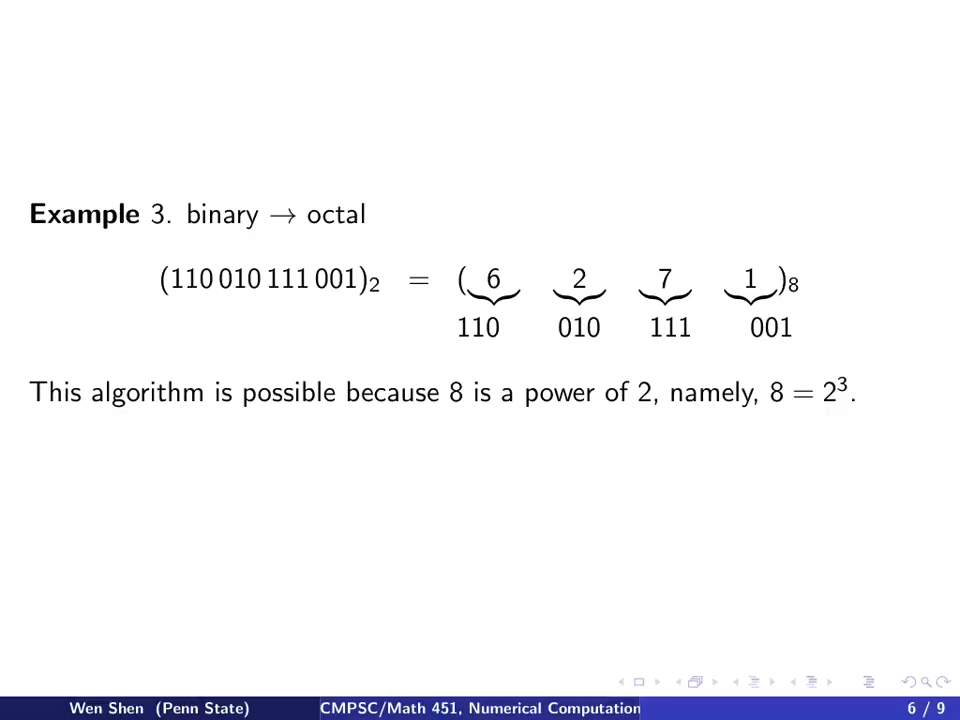 Example 3. binary → octal
(110 010 111 001)₂ = ( 6 2 7 1 )₈
110 010 111 001
This algorithm is possible because 8 is a power of 2, namely, 8 = 2³.
Wen Shen (Penn State) CMPSC/Math 451, Numerical Computation 6 / 9